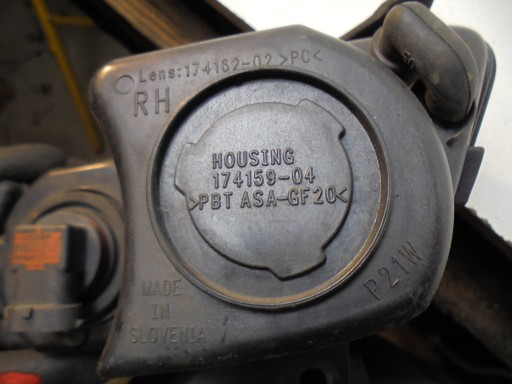 Lens:174162-02 >PC<
RH
HOUSING
174159-04
>PBT ASA-GF20<
P21W
MADE
IN
SLOVENIA